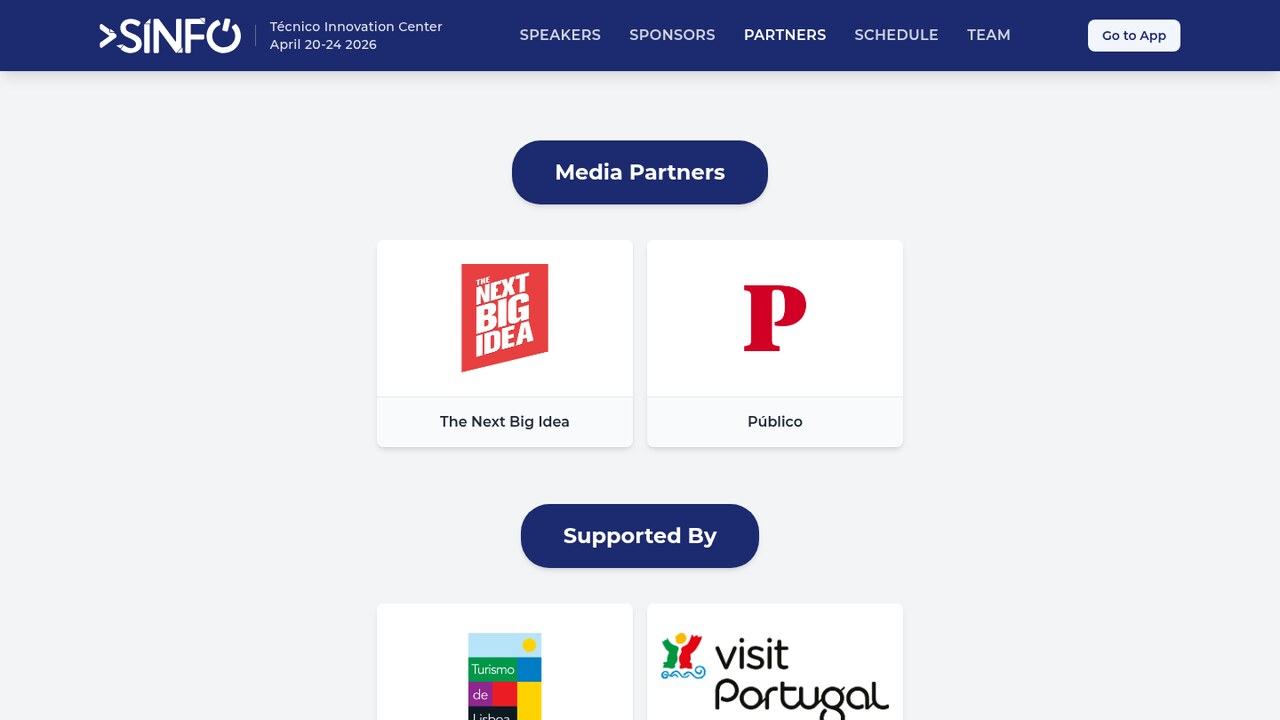 SINFO
Técnico Innovation Center
April 20-24 2026
SPEAKERS
SPONSORS
PARTNERS
SCHEDULE
TEAM
Go to App
Media Partners
THE
NEXT
BIG
IDEA
P
The Next Big Idea
Público
Supported By
Turismo
de
Lisboa
visit
Portugal